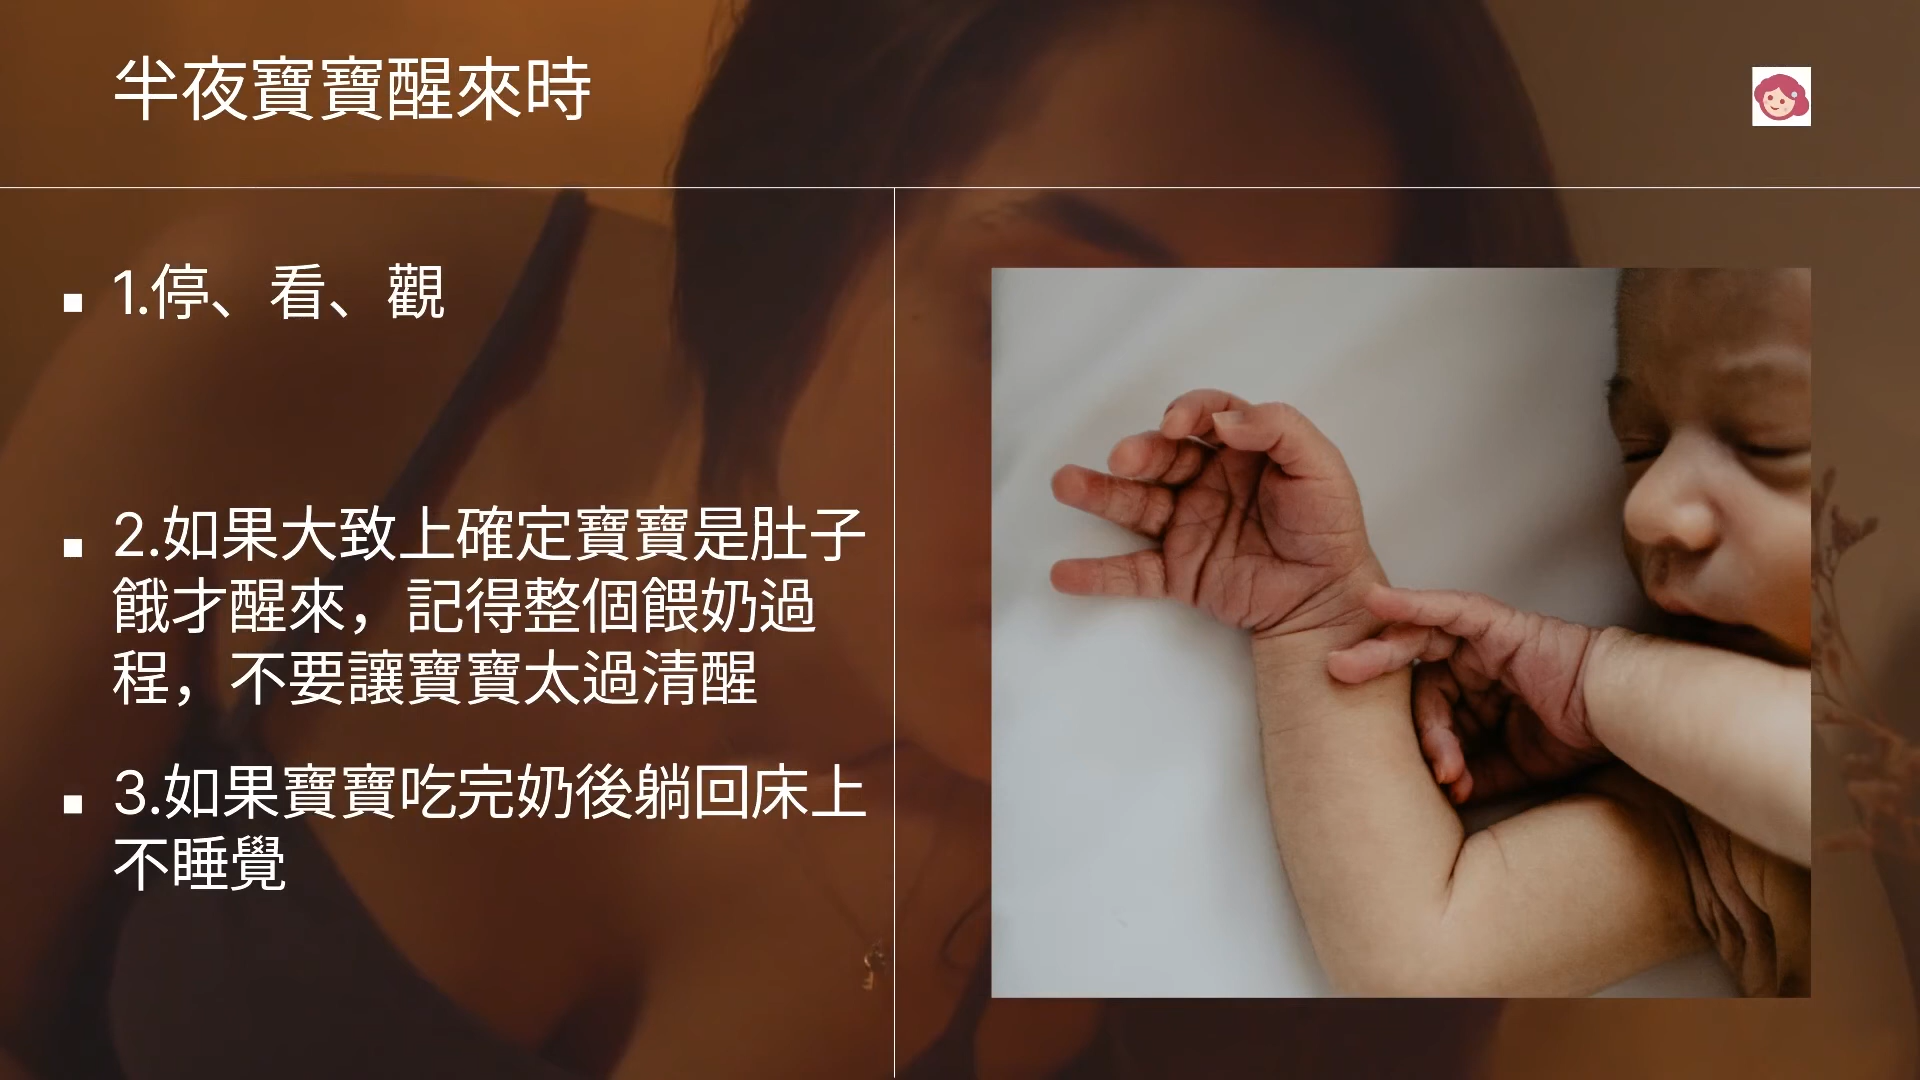 半夜寶寶醒來時
1.停、看、觀
2.如果大致上確定寶寶是肚子
餓才醒來，記得整個餵奶過
程，不要讓寶寶太過清醒
3.如果寶寶吃完奶後躺回床上
不睡覺